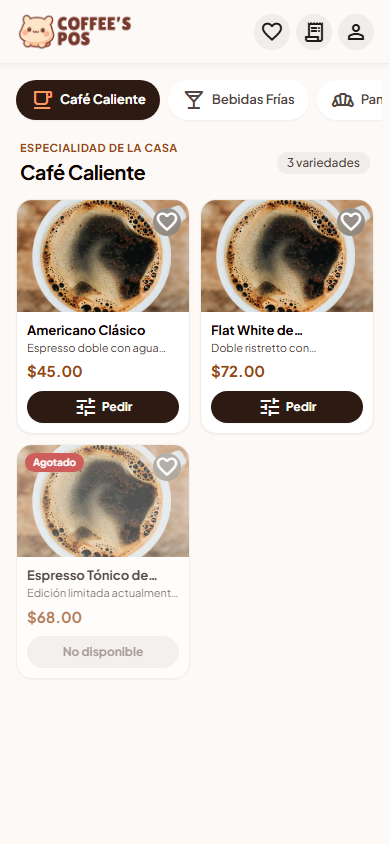 COFFEE'S
POS
Café Caliente
Bebidas Frías
Pan
ESPECIALIDAD DE LA CASA
Café Caliente
3 variedades
Americano Clásico
Espresso doble con agua...
$45.00
Pedir
Flat White de...
Doble ristretto con...
$72.00
Pedir
Agotado
Espresso Tónico de...
Edición limitada actualment...
$68.00
No disponible